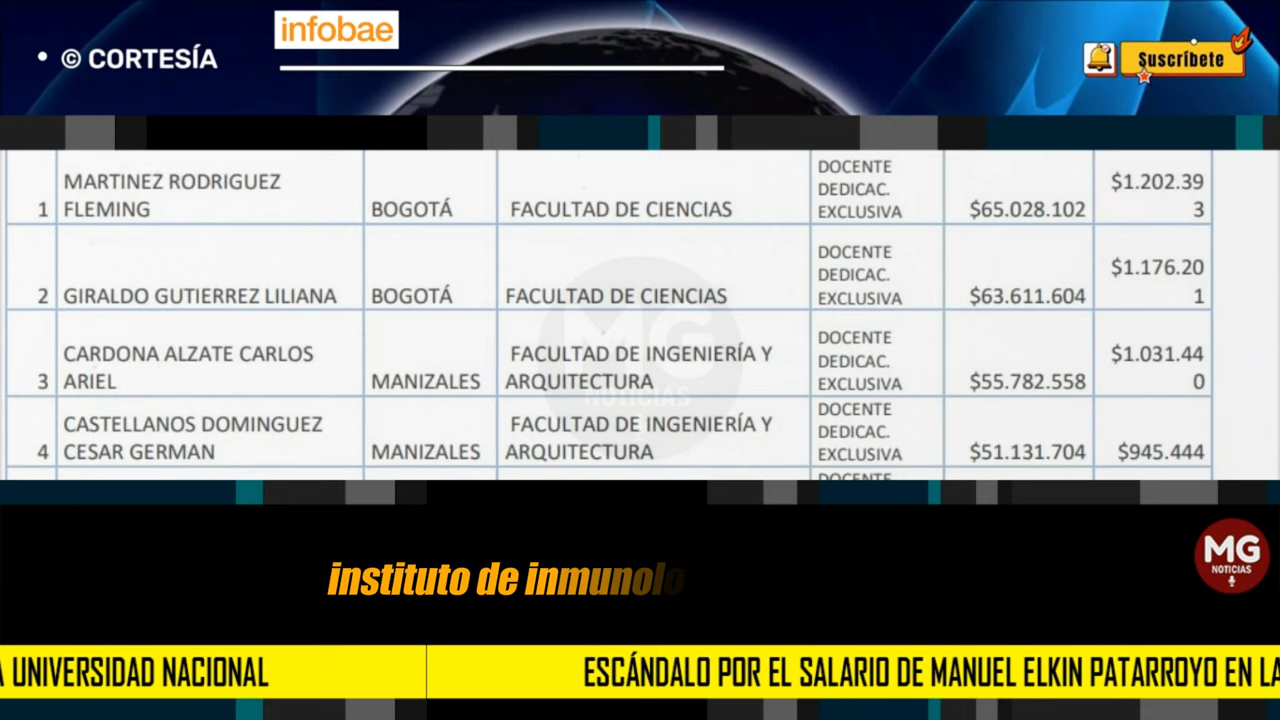 infobae
• © CORTESÍA
Suscríbete
1 MARTINEZ RODRIGUEZ FLEMING BOGOTÁ FACULTAD DE CIENCIAS DOCENTE DEDICAC. EXCLUSIVA $65.028.102 $1.202.393
2 GIRALDO GUTIERREZ LILIANA BOGOTÁ FACULTAD DE CIENCIAS DOCENTE DEDICAC. EXCLUSIVA $63.611.604 $1.176.201
3 CARDONA ALZATE CARLOS ARIEL MANIZALES FACULTAD DE INGENIERÍA Y ARQUITECTURA DOCENTE DEDICAC. EXCLUSIVA $55.782.558 $1.031.440
4 CASTELLANOS DOMINGUEZ CESAR GERMAN MANIZALES FACULTAD DE INGENIERÍA Y ARQUITECTURA DOCENTE DEDICAC. EXCLUSIVA $51.131.704 $945.444
DOCENTE
MG
NOTICIAS
instituto de inmunolo
MG
NOTICIAS
A UNIVERSIDAD NACIONAL
ESCÁNDALO POR EL SALARIO DE MANUEL ELKIN PATARROYO EN LA